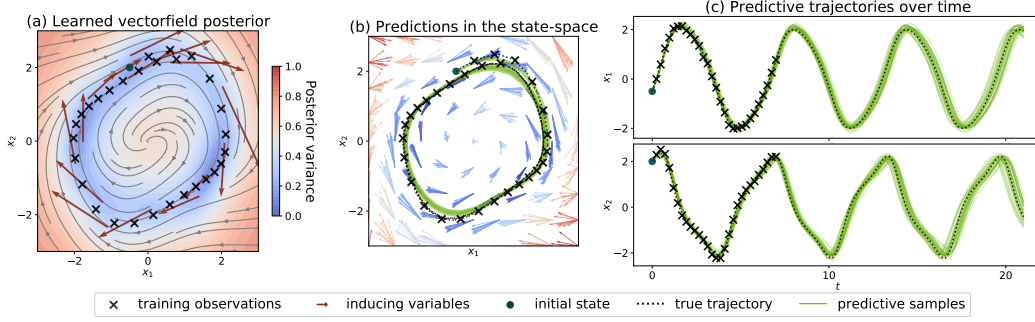 (a) Learned vectorfield posterior
(b) Predictions in the state-space
(c) Predictive trajectories over time
2
0
−2
x₂
−2
0
2
x₁
1.0
0.8
0.6
0.4
0.2
0.0
Posterior variance
2
0
−2
x₂
x₁
2
0
−2
x₁
2
0
−2
x₂
0
10
20
t
training observations
inducing variables
initial state
true trajectory
predictive samples